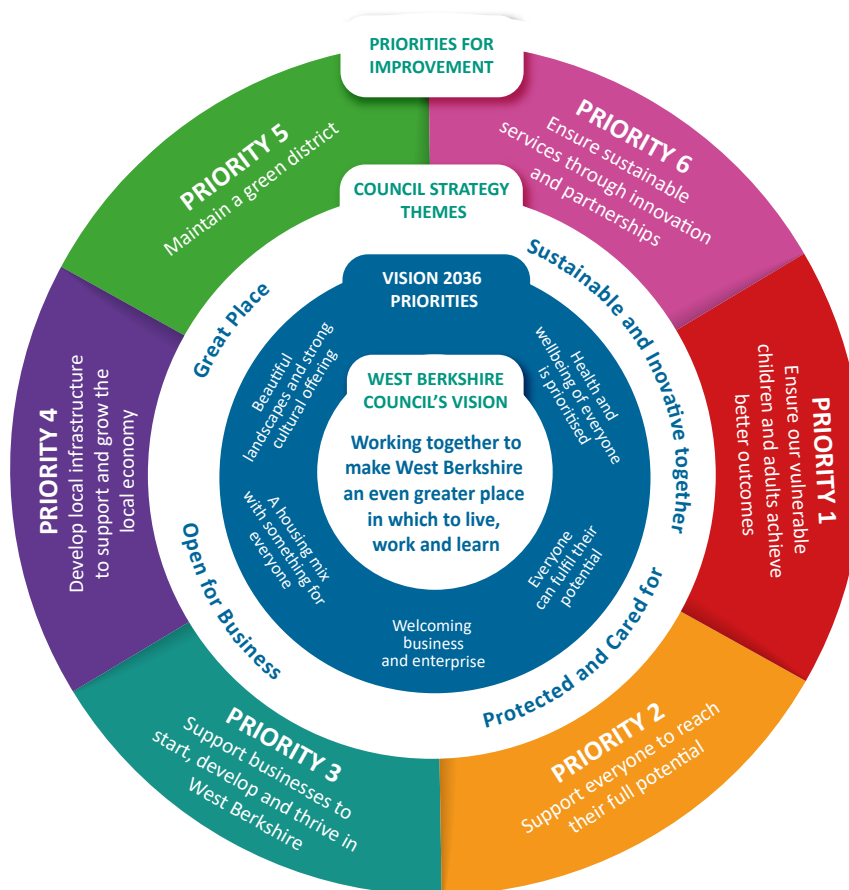 PRIORITIES FOR
IMPROVEMENT
PRIORITY 6
Ensure sustainable
services through innovation
and partnerships
PRIORITY 1
Ensure our vulnerable
children and adults achieve
better outcomes
PRIORITY 2
Support everyone to reach
their full potential
PRIORITY 3
Support businesses to
start, develop and thrive in
West Berkshire
PRIORITY 4
Develop local infrastructure
to support and grow the
local economy
PRIORITY 5
Maintain a green district
COUNCIL STRATEGY
THEMES
Sustainable and Inovative together
Protected and Cared for
Open for Business
Great Place
VISION 2036
PRIORITIES
Health and
wellbeing of everyone
is prioritised
Everyone
can fulfil their
potential
Welcoming
business
and enterprise
A housing mix
with something for
everyone
Beautiful
landscapes and strong
cultural offering
WEST BERKSHIRE
COUNCIL'S VISION
Working together to
make West Berkshire
an even greater place
in which to live,
work and learn